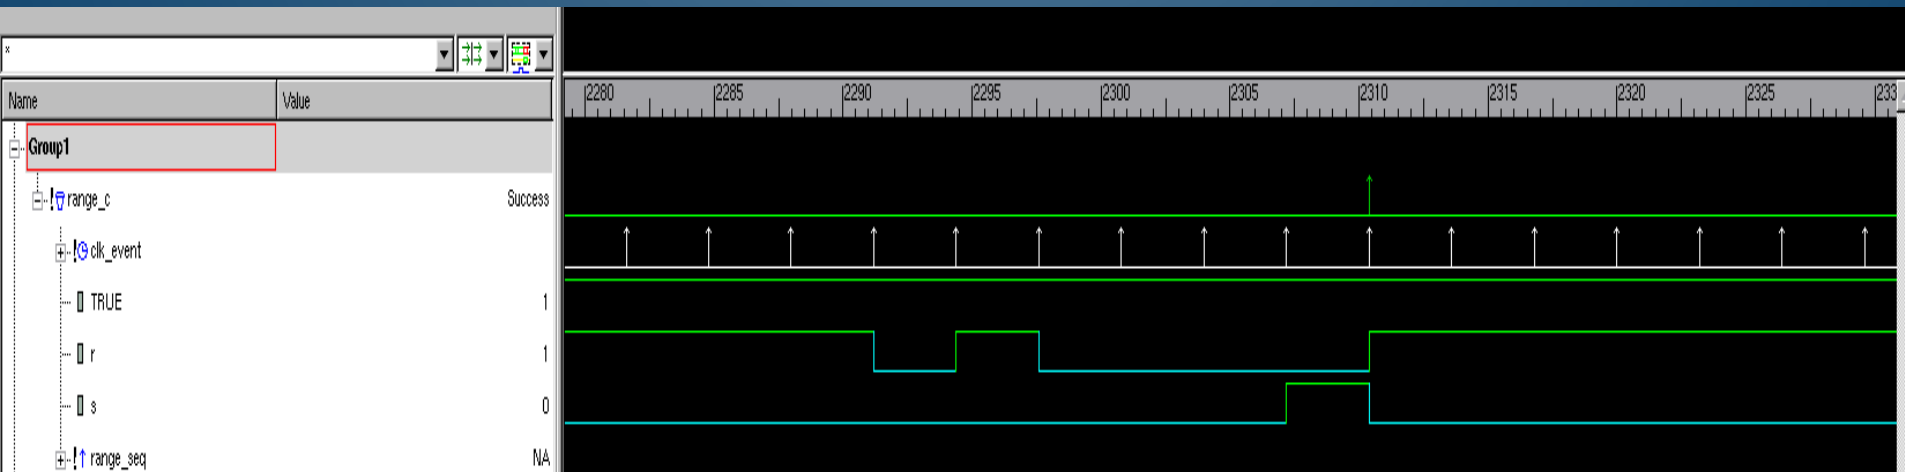 *
Name Value
|2280 |2285 |2290 |2295 |2300 |2305 |2310 |2315 |2320 |2325 |233
Group1
range_c Success
clk_event
TRUE 1
r 1
s 0
range_seq NA